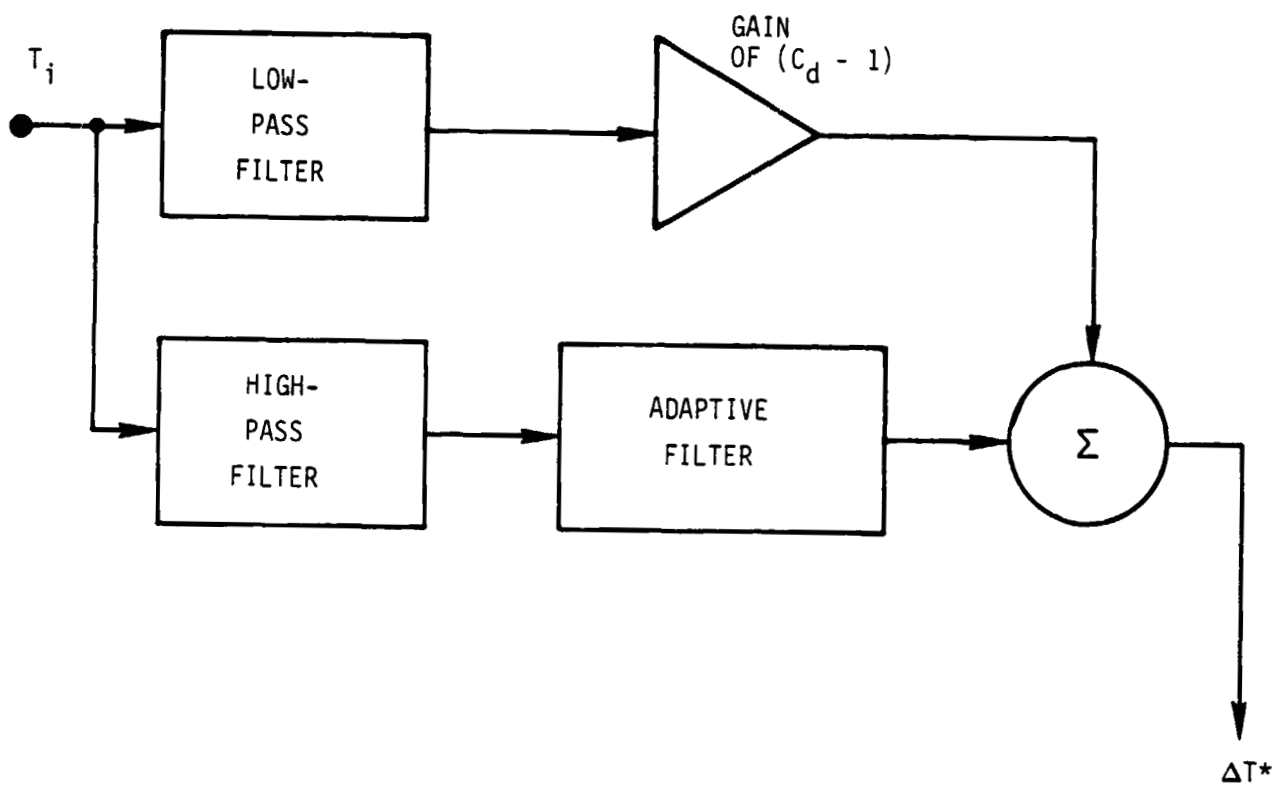 T_i
LOW-
PASS
FILTER
GAIN
OF (C_d - 1)
HIGH-
PASS
FILTER
ADAPTIVE
FILTER
Σ
ΔT*